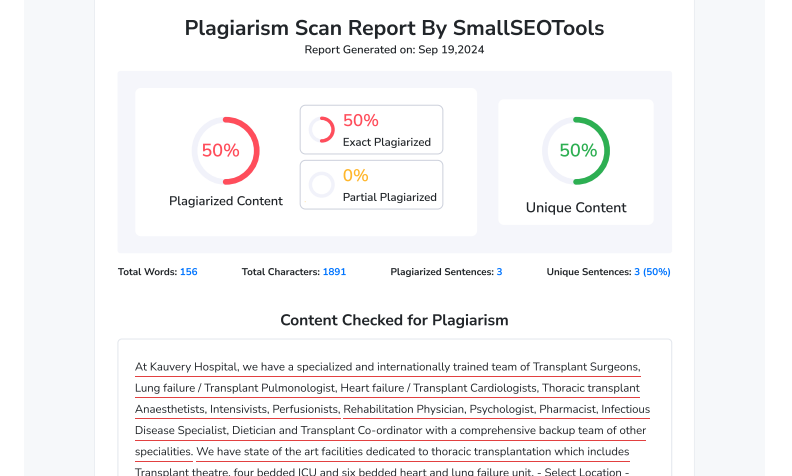 Plagiarism Scan Report By SmallSEOTools
Report Generated on: Sep 19,2024
50%
Plagiarized Content
50%
Exact Plagiarized
0%
Partial Plagiarized
50%
Unique Content
Total Words: 156 Total Characters: 1891 Plagiarized Sentences: 3 Unique Sentences: 3 (50%)
Content Checked for Plagiarism
At Kauvery Hospital, we have a specialized and internationally trained team of Transplant Surgeons,
Lung failure / Transplant Pulmonologist, Heart failure / Transplant Cardiologists, Thoracic transplant
Anaesthetists, Intensivists, Perfusionists, Rehabilitation Physician, Psychologist, Pharmacist, Infectious
Disease Specialist, Dietician and Transplant Co-ordinator with a comprehensive backup team of other
specialities. We have state of the art facilities dedicated to thoracic transplantation which includes
Transplant theatre, four bedded ICU and six bedded heart and lung failure unit. - Select Location -